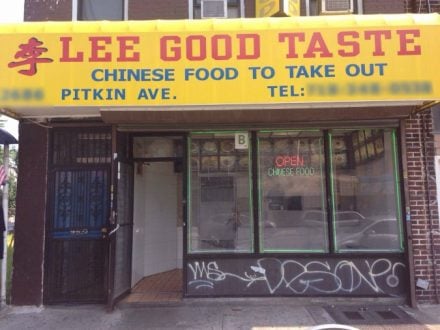 李 LEE GOOD TASTE
CHINESE FOOD TO TAKE OUT
PITKIN AVE. TEL:
B
OPEN
CHINESE FOOD